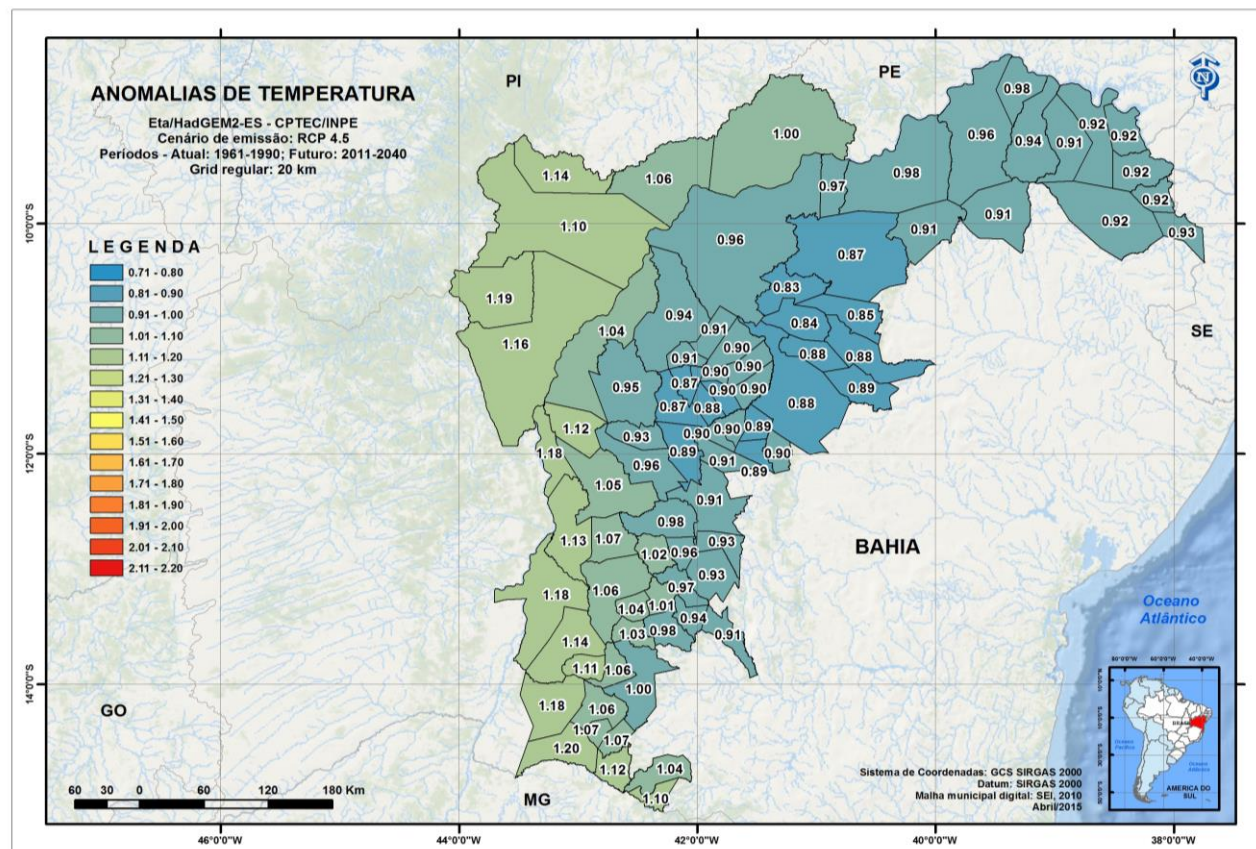 ANOMALIAS DE TEMPERATURA
Eta/HadGEM2-ES - CPTEC/INPE
Cenário de emissão: RCP 4.5
Períodos - Atual: 1961-1990; Futuro: 2011-2040
Grid regular: 20 km
LEGENDA
0.71 - 0.80
0.81 - 0.90
0.91 - 1.00
1.01 - 1.10
1.11 - 1.20
1.21 - 1.30
1.31 - 1.40
1.41 - 1.50
1.51 - 1.60
1.61 - 1.70
1.71 - 1.80
1.81 - 1.90
1.91 - 2.00
2.01 - 2.10
2.11 - 2.20
PI
PE
N
SE
BAHIA
GO
MG
Oceano
Atlântico
10°0'0"S
12°0'0"S
14°0'0"S
0.98
1.00
0.96
0.94
0.91
0.92
0.92
0.92
0.92
0.92
0.93
1.14
1.06
0.97
0.98
0.91
0.91
1.10
0.96
0.87
1.19
0.83
1.16
1.04
0.94
0.91
0.84
0.85
0.91
0.90
0.90
0.90
0.88
0.88
0.95
0.87
0.90
0.90
0.89
0.87
0.88
0.88
1.12
0.93
0.90
0.90
0.89
1.18
0.96
0.89
0.91
0.90
0.89
1.05
0.91
0.98
1.13
1.07
1.02
0.96
0.93
0.93
1.18
1.06
0.97
1.04
1.01
0.94
1.14
1.03
0.98
0.91
1.11
1.06
1.00
1.18
1.06
1.07
1.07
1.20
1.12
1.04
1.10
60 30 0 60 120 180 Km
Sistema de Coordenadas: GCS SIRGAS 2000
Datum: SIRGAS 2000
Malha municipal digital: SEI, 2010
Abril/2015
AMERICA DO
SUL
46°0'0"W
44°0'0"W
42°0'0"W
40°0'0"W
38°0'0"W